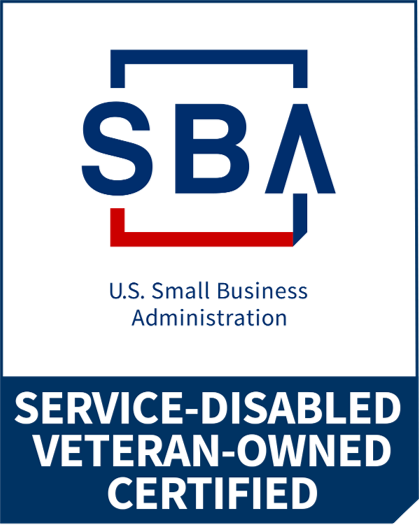 SBA
U.S. Small Business
Administration
SERVICE-DISABLED
VETERAN-OWNED
CERTIFIED